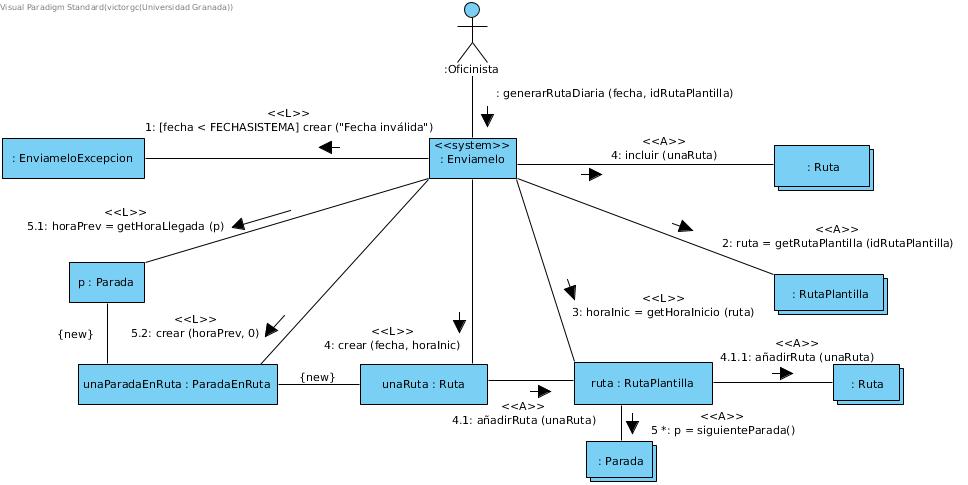 Visual Paradigm Standard(victorgc(Universidad Granada))
:Oficinista
: generarRutaDiaria (fecha, idRutaPlantilla)
<<L>>
1: [fecha < FECHASISTEMA] crear ("Fecha inválida")
: EnviameloExcepcion
<<system>>
: Enviamelo
<<A>>
4: incluir (unaRuta)
: Ruta
<<L>>
5.1: horaPrev = getHoraLlegada (p)
<<A>>
2: ruta = getRutaPlantilla (idRutaPlantilla)
p : Parada
: RutaPlantilla
{new}
<<L>>
5.2: crear (horaPrev, 0)
<<L>>
4: crear (fecha, horaInic)
<<L>>
3: horaInic = getHoraInicio (ruta)
<<A>>
4.1.1: añadirRuta (unaRuta)
unaParadaEnRuta : ParadaEnRuta
{new}
unaRuta : Ruta
ruta : RutaPlantilla
: Ruta
<<A>>
4.1: añadirRuta (unaRuta)
<<A>>
5 *: p = siguienteParada()
: Parada